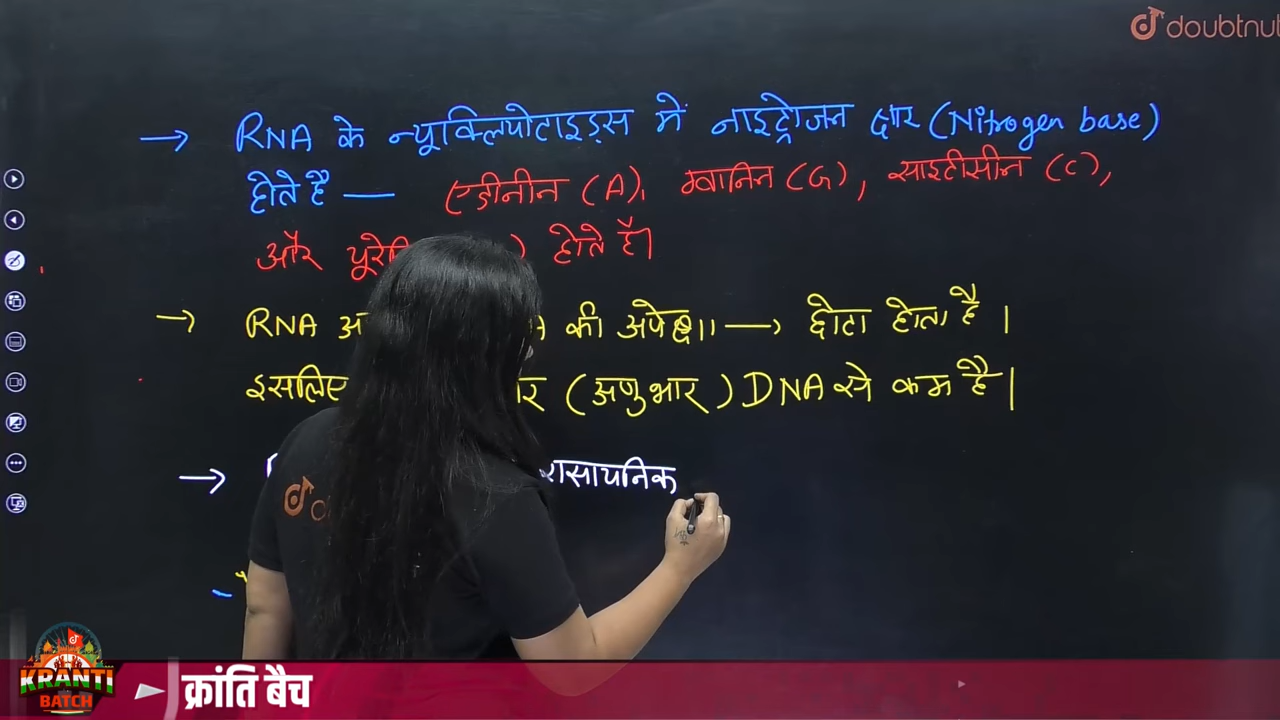 doubtnut
→ RNA के न्यूक्लियोटाइड्स में नाइट्रोजन क्षार (Nitrogen base)
होते है — एडीनीन (A), ग्वानिन (G), साइटोसीन (C),
और ) होते है।
→ RNA की अपेक्षा → छोटा होता है ।
इसलिए (अणुभार) DNA से कम है।
→ रासायनिक
KRANTI
BATCH
क्रांति बैच